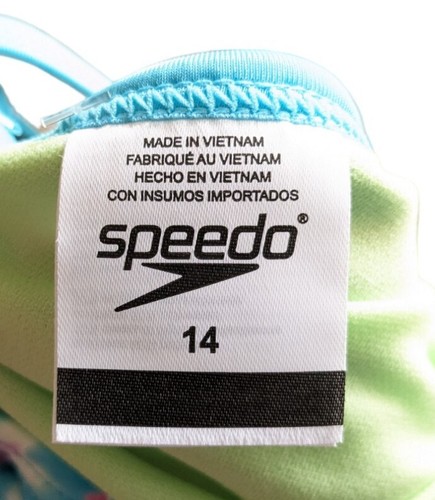 MADE IN VIETNAM
FABRIQUÉ AU VIETNAM
HECHO EN VIETNAM
CON INSUMOS IMPORTADOS
speedo®
14